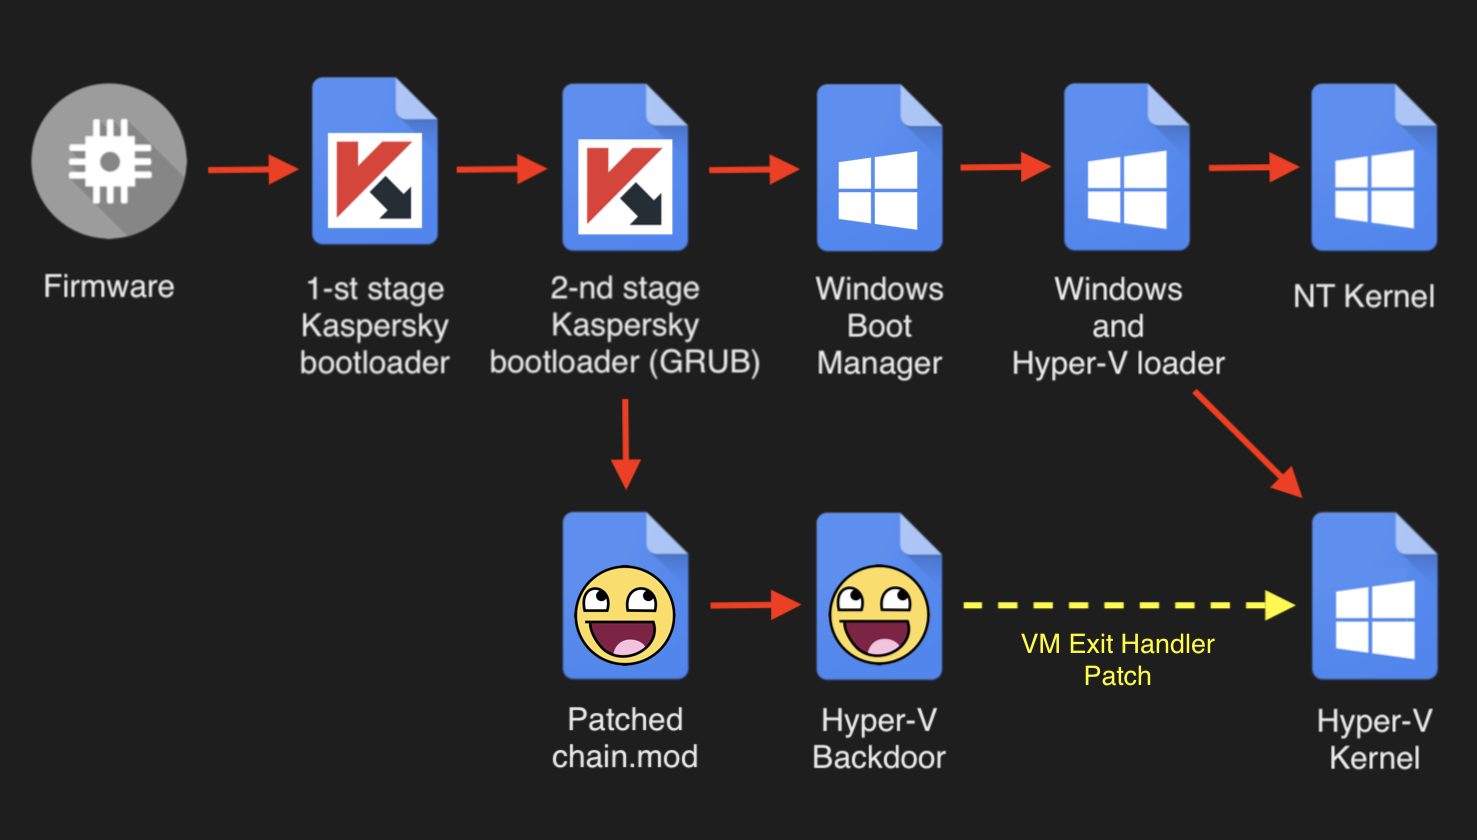 Firmware
1-st stage
Kaspersky
bootloader
2-nd stage
Kaspersky
bootloader (GRUB)
Windows
Boot
Manager
Windows
and
Hyper-V loader
NT Kernel
Patched
chain.mod
Hyper-V
Backdoor
VM Exit Handler
Patch
Hyper-V
Kernel